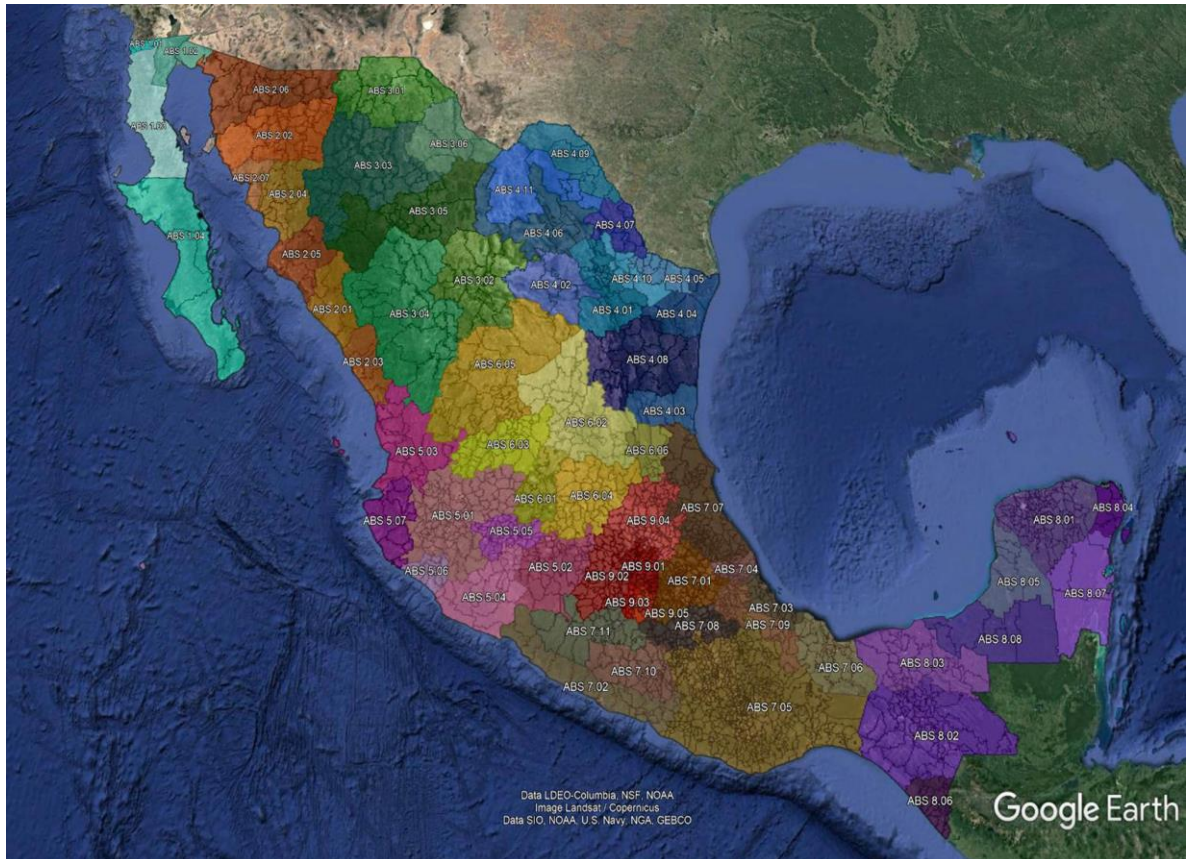 ABS 1.01
ABS 1.02
ABS 2.06
ABS 3.01
ABS 1.03
ABS 2.02
ABS 3.03
ABS 3.06
ABS 4.09
ABS 2.07
ABS 2.04
ABS 4.11
ABS 3.05
ABS 4.07
ABS 1.04
ABS 4.06
ABS 2.05
ABS 3.02
ABS 4.10
ABS 4.05
ABS 4.02
ABS 2.01
ABS 3.04
ABS 4.01
ABS 4.04
ABS 2.03
ABS 6.05
ABS 4.08
ABS 4.03
ABS 6.02
ABS 5.03
ABS 6.03
ABS 6.06
ABS 6.01
ABS 6.04
ABS 7.07
ABS 8.04
ABS 5.07
ABS 5.01
ABS 9.04
ABS 8.01
ABS 5.05
ABS 5.06
ABS 5.02
ABS 9.01
ABS 9.02
ABS 7.01
ABS 7.04
ABS 8.05
ABS 5.04
ABS 9.03
ABS 9.05
ABS 7.03
ABS 8.07
ABS 7.11
ABS 7.08
ABS 7.09
ABS 8.08
ABS 7.10
ABS 7.06
ABS 8.03
ABS 7.02
ABS 7.05
ABS 8.02
ABS 8.06
Data LDEO-Columbia, NSF, NOAA
Image Landsat / Copernicus
Data SIO, NOAA, U.S. Navy, NGA, GEBCO
Google Earth